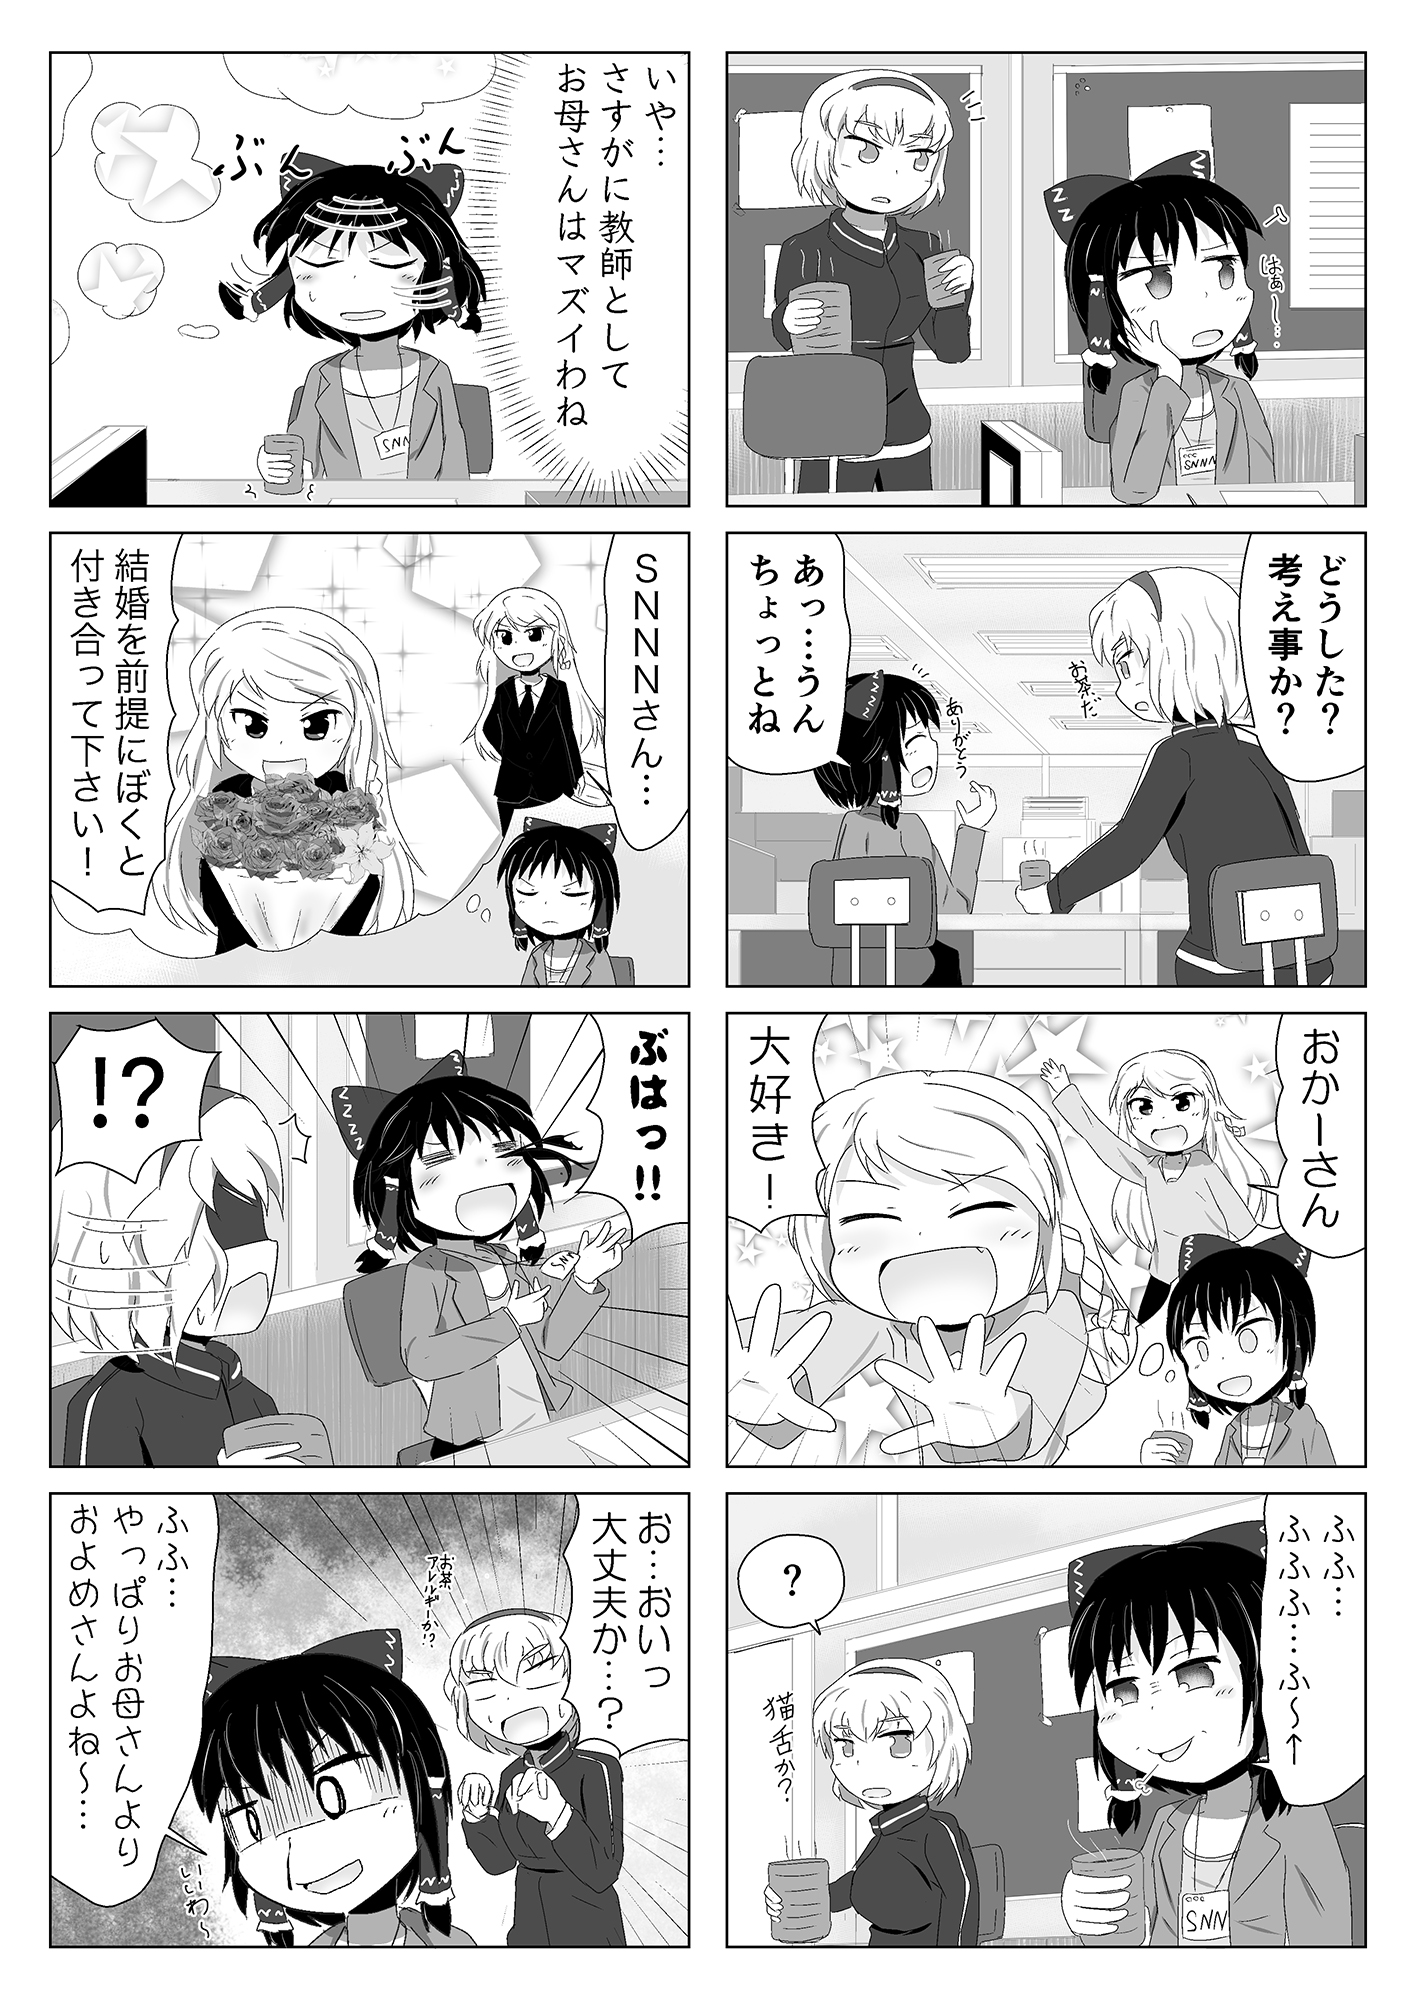 はぁ～…
SNNN
どうした？
考え事か？
お茶だ
ありがとう
あっ…うん
ちょっとね
おかーさん
大好き！
ふふ…
ふふふ…ふ～↑
？
猫舌か？
SNN
いや…
さすがに教師として
お母さんはマズイわね
ぶん
ぶん
SNN
ＳＮＮＮさん…
結婚を前提にぼくと
付き合って下さい！
ぶはっ!!
SNN
!?
お…おいっ
大丈夫か…？
お茶
アレルギーか!?
ふふ…
やっぱりお母さんより
およめさんよね～…
いいわ～